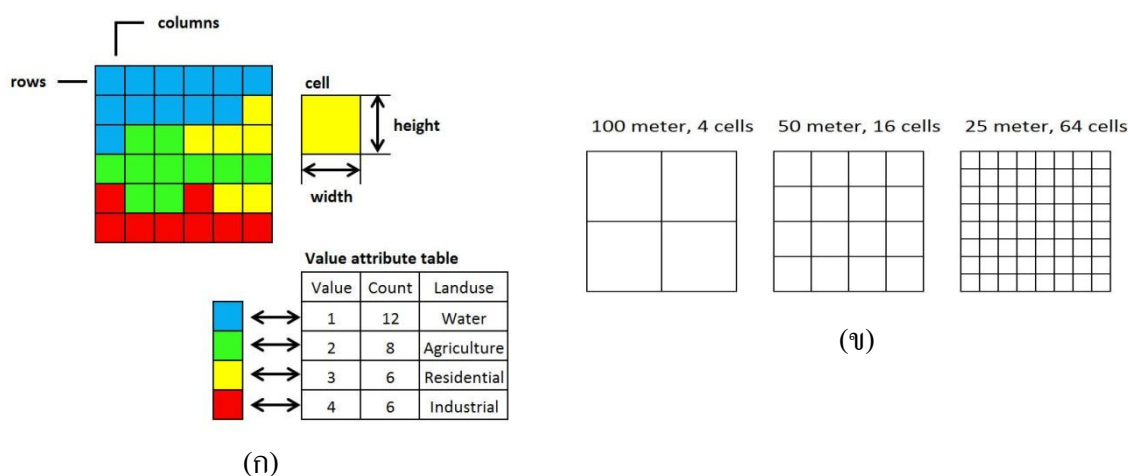 columns
rows
cell
height
width
Value attribute table
Value Count Landuse
1 12 Water
2 8 Agriculture
3 6 Residential
4 6 Industrial
(ก)
100 meter, 4 cells 50 meter, 16 cells 25 meter, 64 cells
(ข)